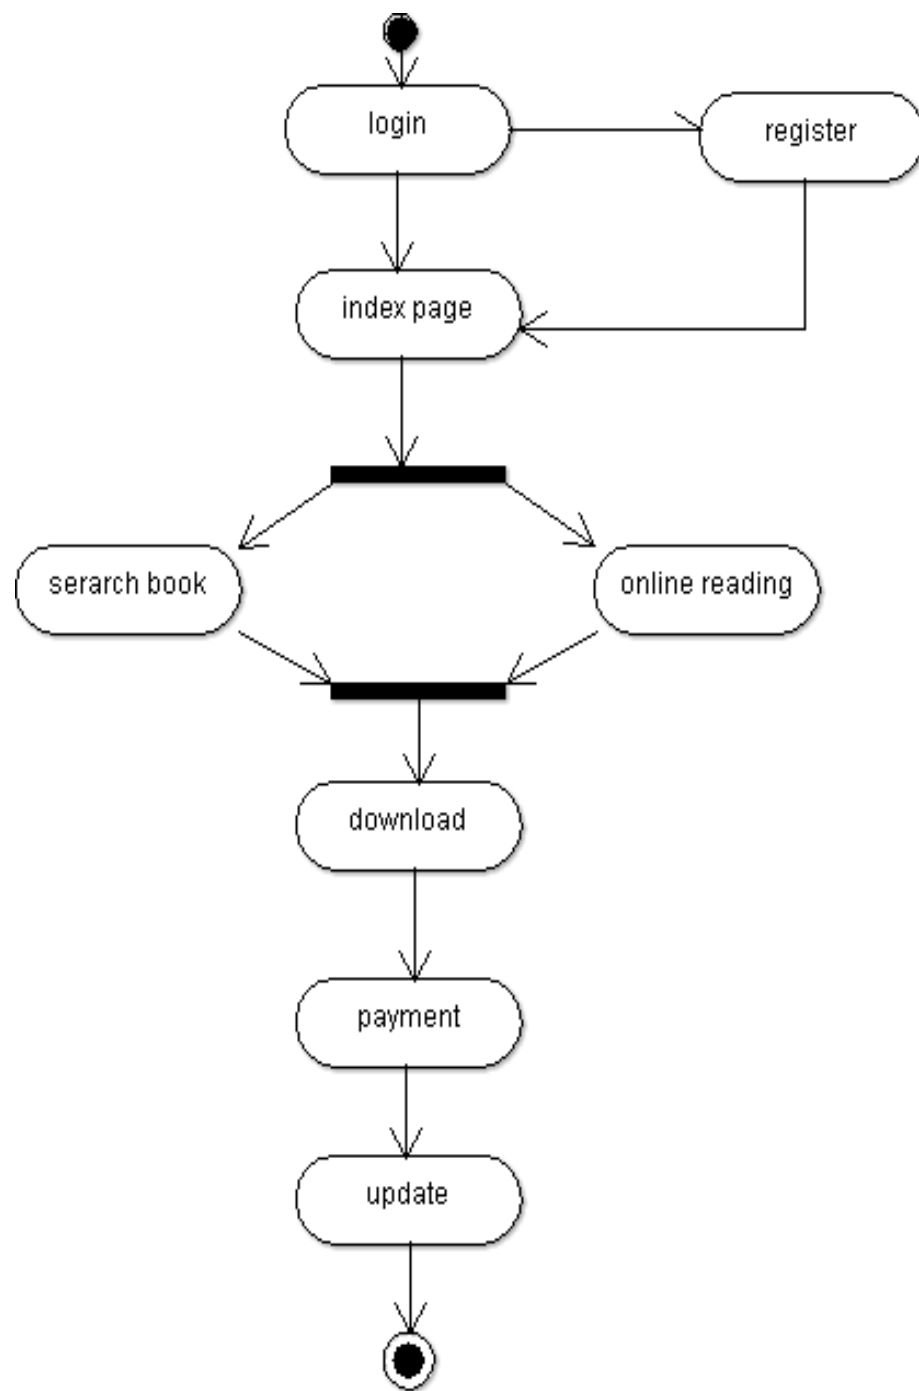 login
register
index page
serarch book
online reading
download
payment
update